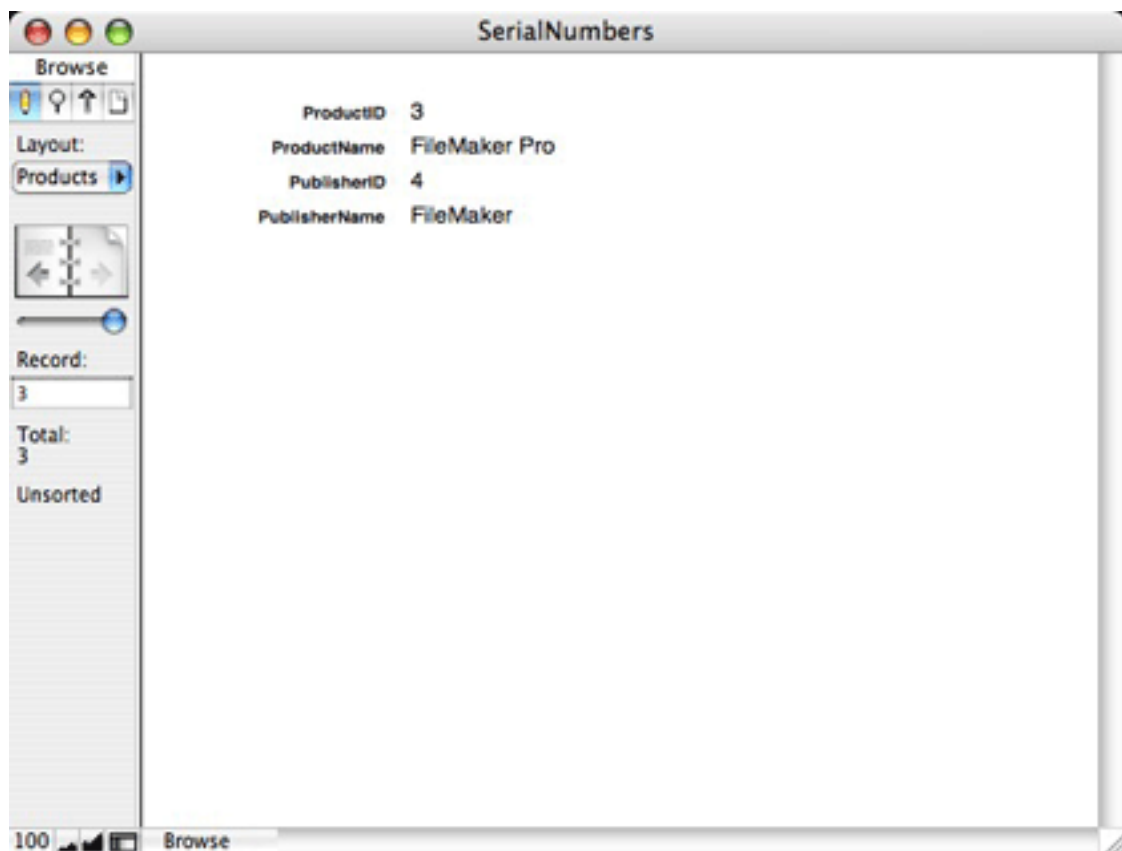 SerialNumbers
Browse
Layout:
Products
Record:
3
Total:
3
Unsorted
ProductID 3
ProductName FileMaker Pro
PublisherID 4
PublisherName FileMaker
100 Browse